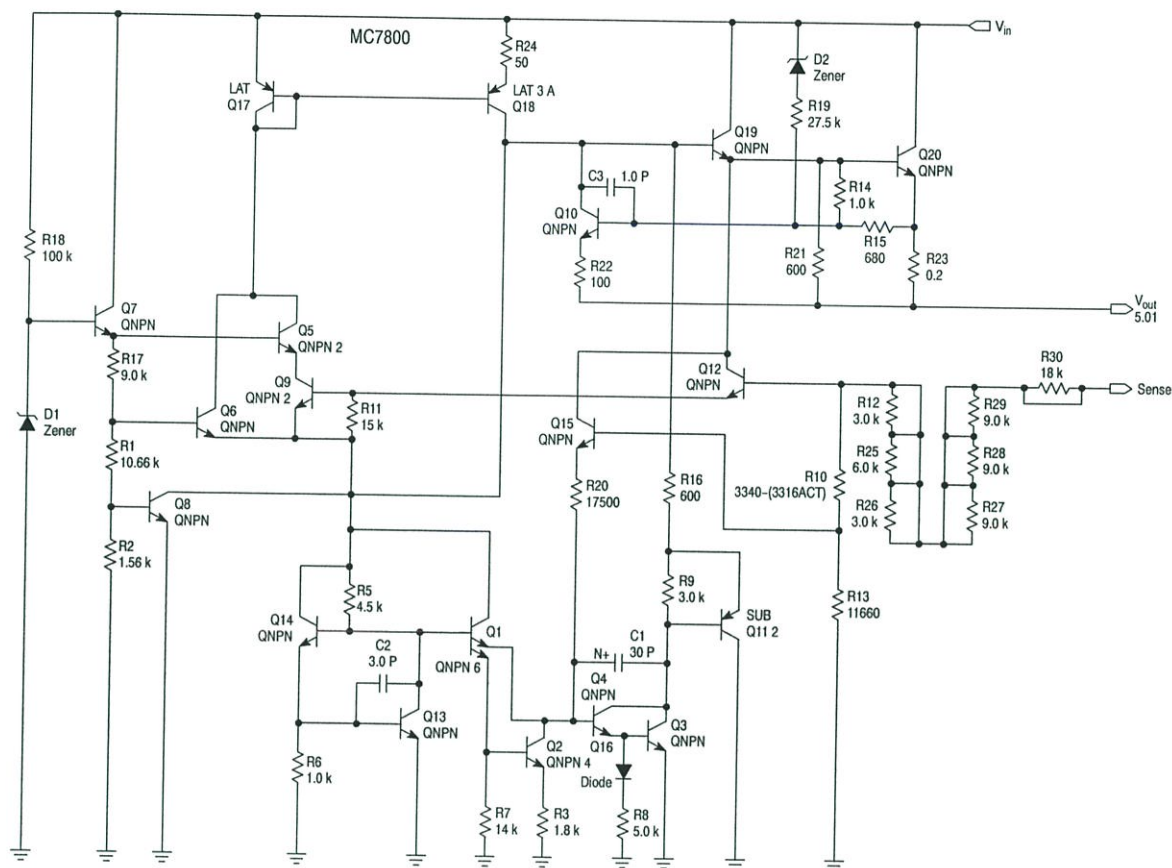 MC7800
Vin
R24
50
D2
Zener
LAT
Q17
LAT 3 A
Q18
R19
27.5 k
Q19
QNPN
Q20
QNPN
C3
1.0 P
R14
1.0 k
Q10
QNPN
R18
100 k
R15
680
R21
600
R23
0.2
R22
100
Q7
QNPN
Vout
5.01
Q5
QNPN 2
R17
9.0 k
Q9
QNPN 2
Q12
QNPN
R30
18 k
Sense
D1
Zener
Q6
QNPN
R11
15 k
Q15
QNPN
R12
3.0 k
R29
9.0 k
R1
10.66 k
R25
6.0 k
R28
9.0 k
R20
17500
R16
600
R10
3340-(3316ACT)
Q8
QNPN
R26
3.0 k
R27
9.0 k
R2
1.56 k
R5
4.5 k
R9
3.0 k
R13
11660
Q14
QNPN
SUB
Q11 2
Q1
QNPN 6
C2
3.0 P
N+
C1
30 P
Q4
QNPN
Q13
QNPN
Q3
QNPN
Q16
Q2
QNPN 4
R6
1.0 k
Diode
R7
14 k
R3
1.8 k
R8
5.0 k